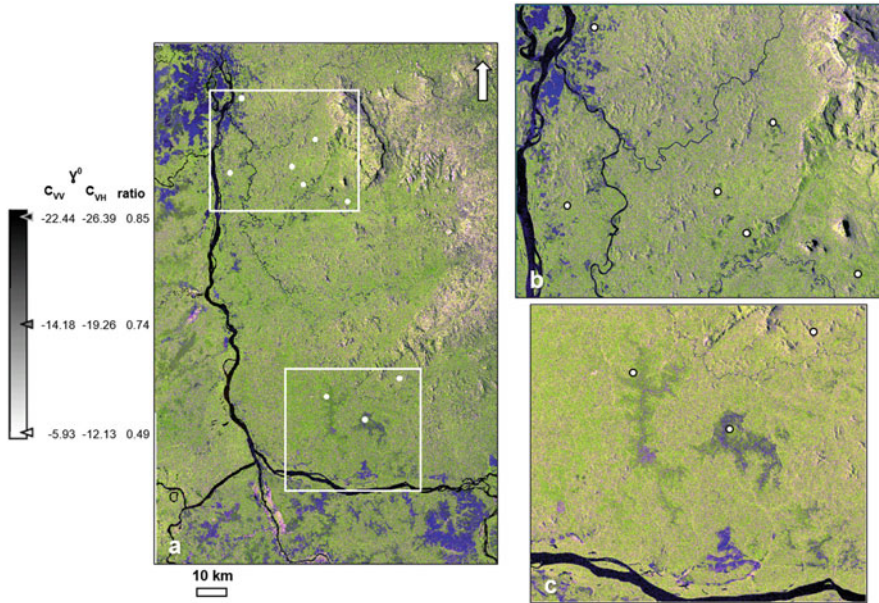 γ⁰
C_VV C_VH ratio
-22.44 -26.39 0.85
-14.18 -19.26 0.74
-5.93 -12.13 0.49
a
10 km
b
c